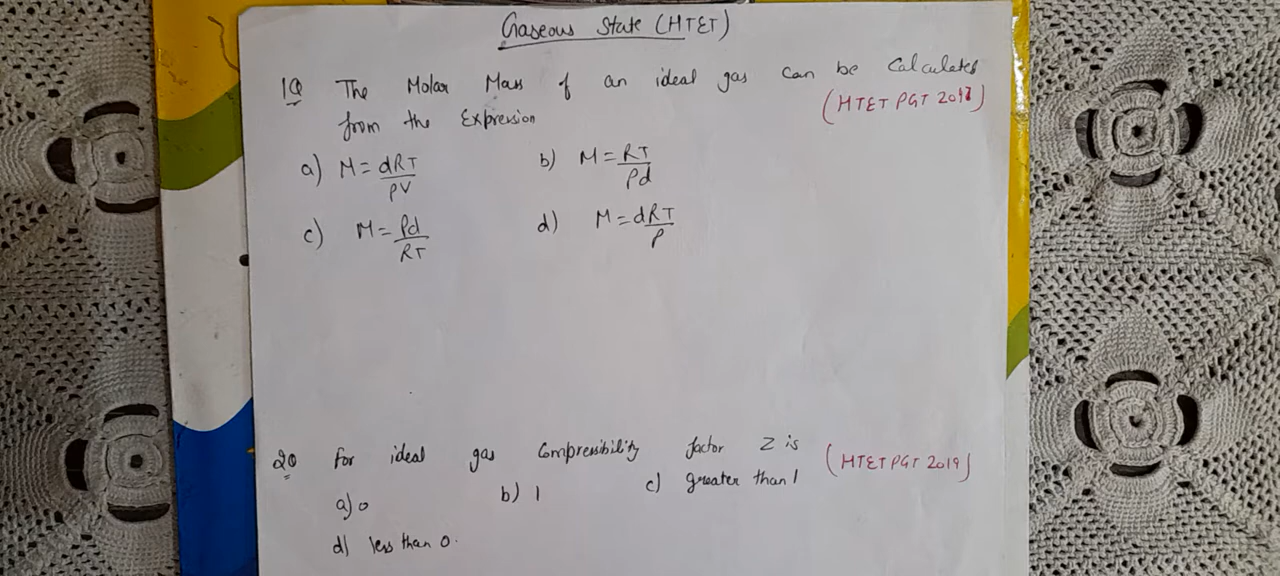 Gaseous State (HTET)
1Q The Molar Mass of an ideal gas can be Calculated
from the Expression (HTET PGT 2018)
a) M = dRT/PV b) M = RT/Pd
c) M = Pd/RT d) M = dRT/P
2Q For ideal gas Compressibility factor Z is (HTET PGT 2019)
a) 0 b) 1 c) greater than 1
d) less than 0.